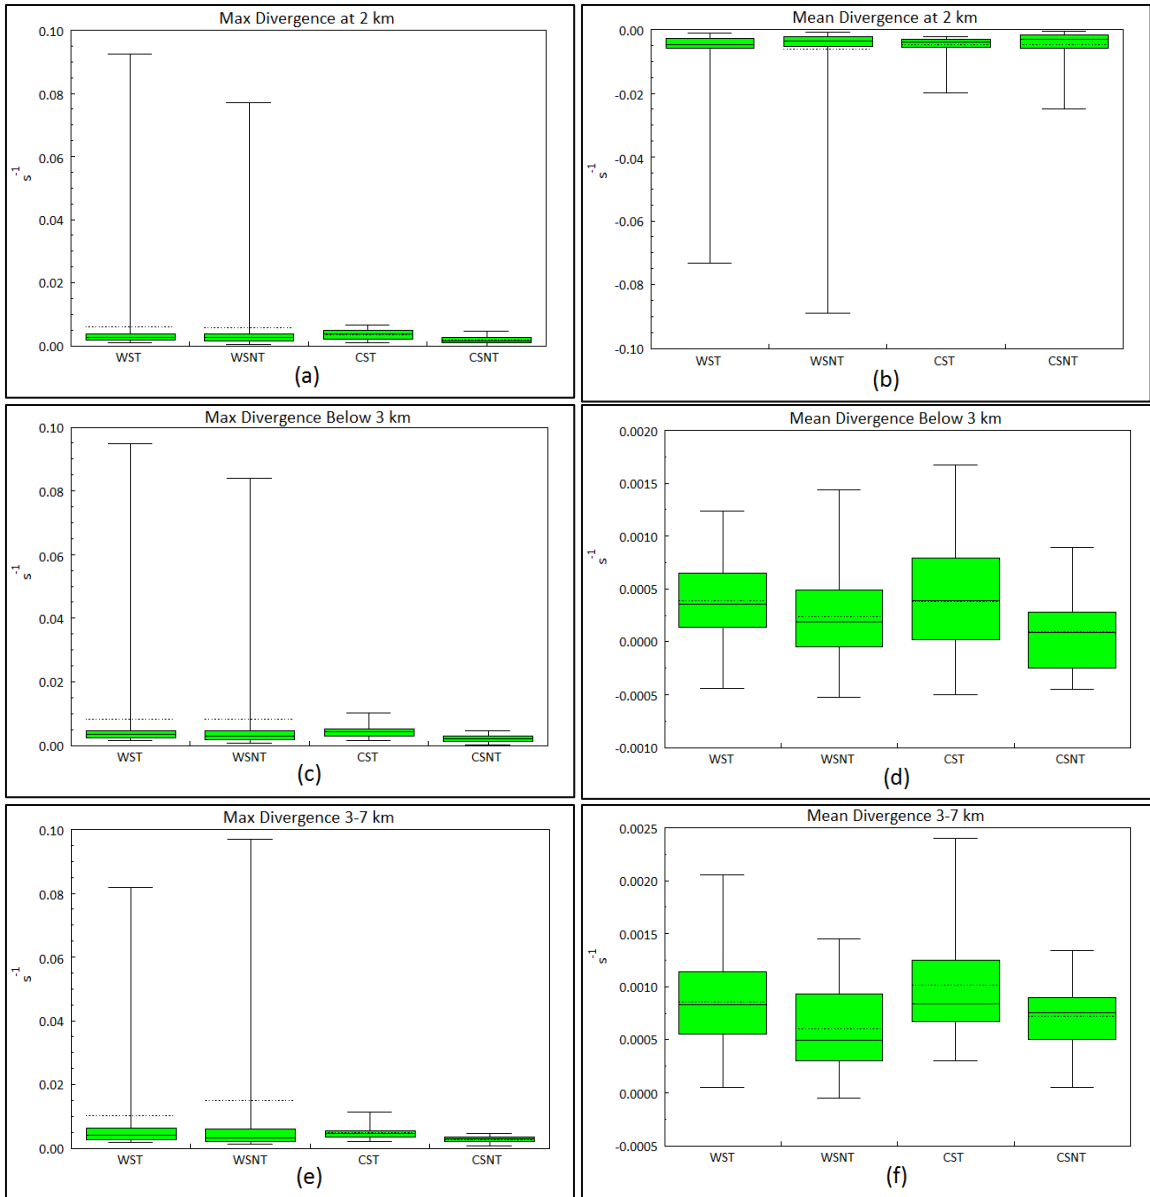 Max Divergence at 2 km
0.10
0.08
0.06
0.04
0.02
0.00
s⁻¹
WST WSNT CST CSNT
(a)
Mean Divergence at 2 km
0.00
-0.02
-0.04
-0.06
-0.08
-0.10
s⁻¹
WST WSNT CST CSNT
(b)
Max Divergence Below 3 km
0.10
0.08
0.06
0.04
0.02
0.00
s⁻¹
WST WSNT CST CSNT
(c)
Mean Divergence Below 3 km
0.0020
0.0015
0.0010
0.0005
0.0000
-0.0005
-0.0010
s⁻¹
WST WSNT CST CSNT
(d)
Max Divergence 3-7 km
0.10
0.08
0.06
0.04
0.02
0.00
s⁻¹
WST WSNT CST CSNT
(e)
Mean Divergence 3-7 km
0.0025
0.0020
0.0015
0.0010
0.0005
0.0000
-0.0005
s⁻¹
WST WSNT CST CSNT
(f)